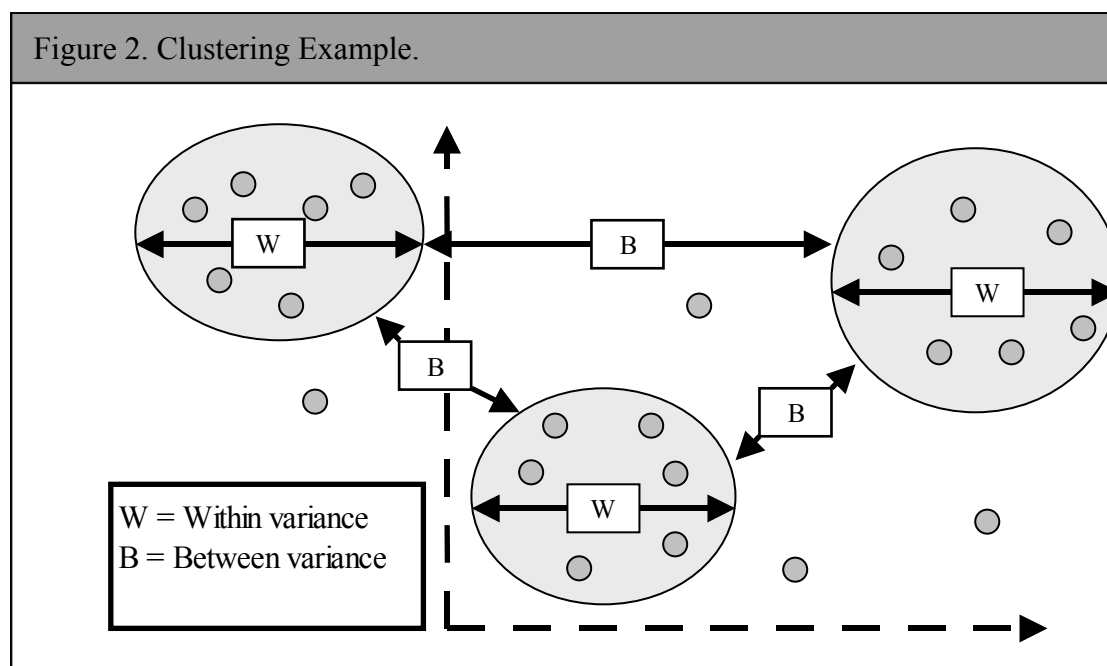 Figure 2. Clustering Example.
W
B
W
B
B
W
W = Within variance
B = Between variance